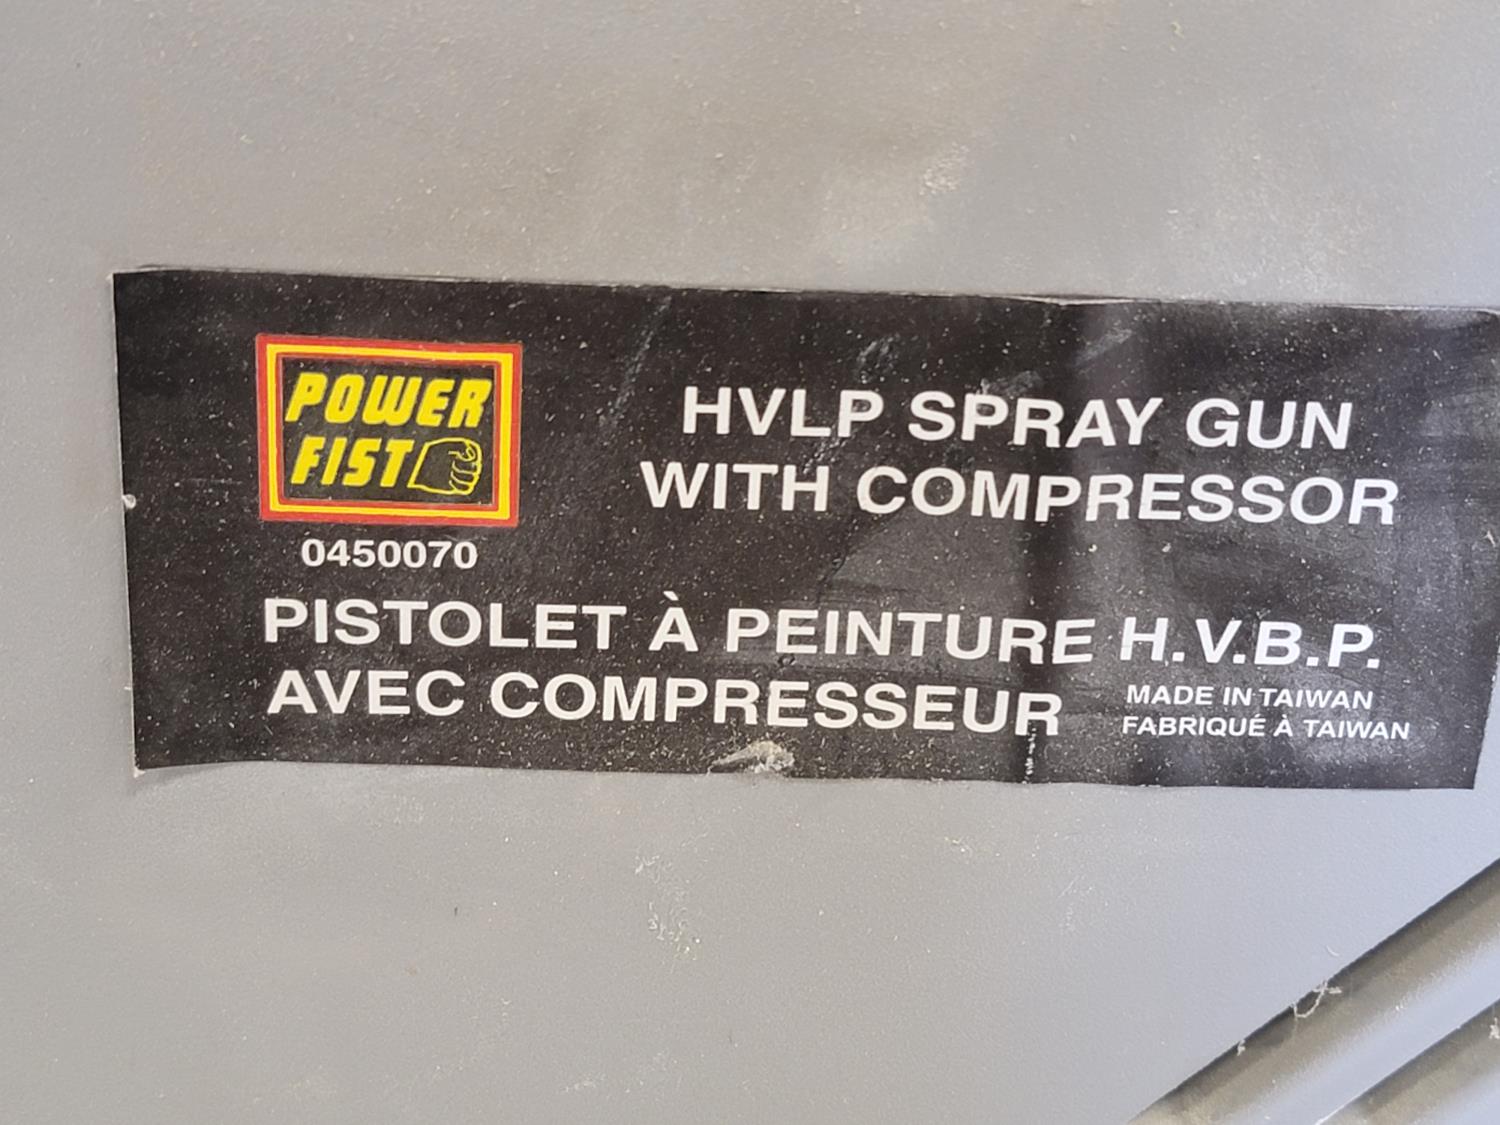 POWER
FIST
0450070
HVLP SPRAY GUN
WITH COMPRESSOR
PISTOLET À PEINTURE H.V.B.P.
AVEC COMPRESSEUR
MADE IN TAIWAN
FABRIQUÉ À TAIWAN